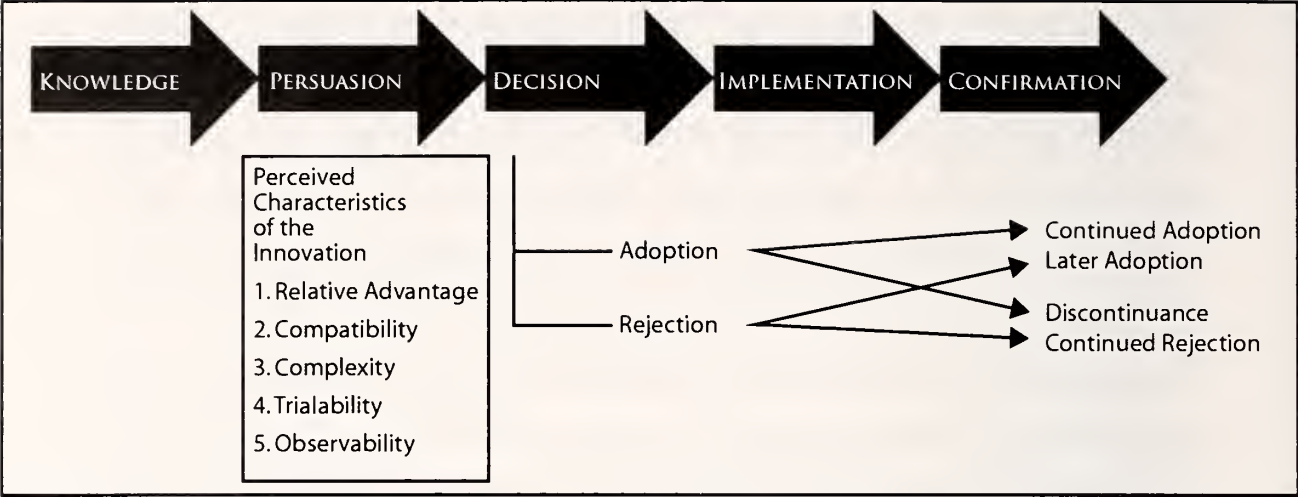 KNOWLEDGE
PERSUASION
DECISION
IMPLEMENTATION
CONFIRMATION
Perceived
Characteristics
of the
Innovation
1. Relative Advantage
2. Compatibility
3. Complexity
4. Trialability
5. Observability
Adoption
Rejection
Continued Adoption
Later Adoption
Discontinuance
Continued Rejection